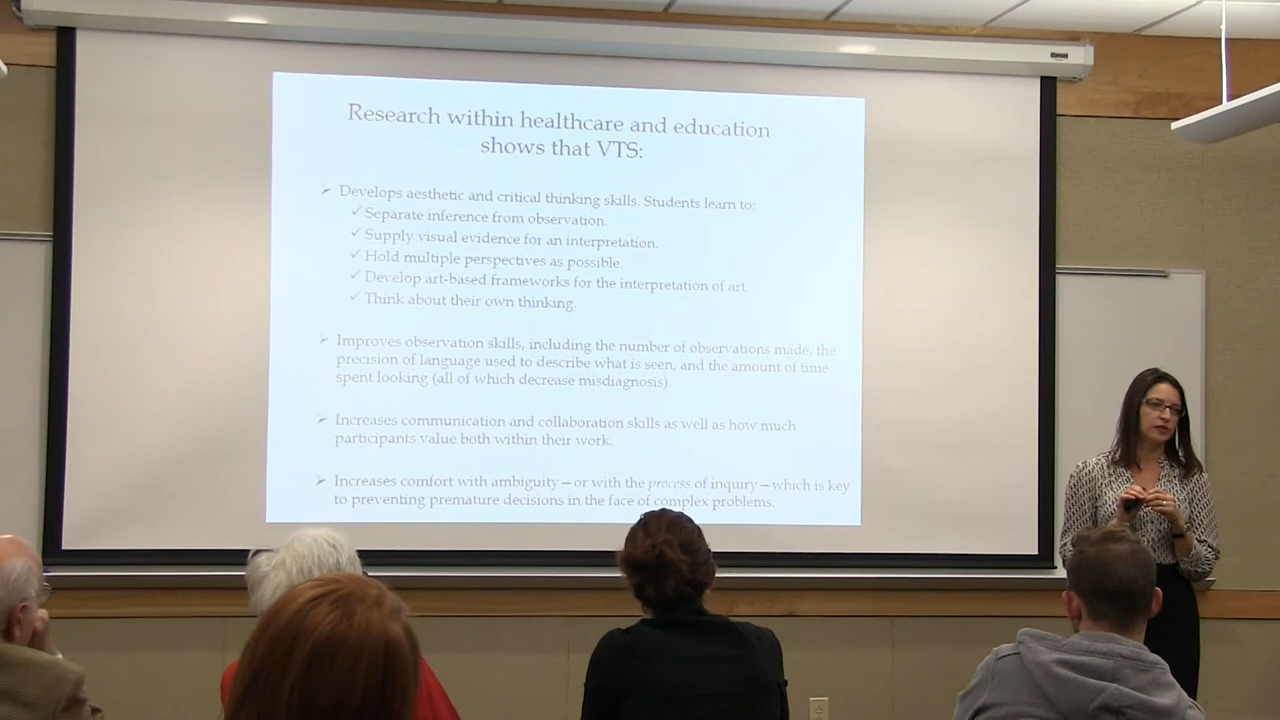 Research within healthcare and education
shows that VTS:
➢ Develops aesthetic and critical thinking skills. Students learn to:
✓ Separate inference from observation.
✓ Supply visual evidence for an interpretation.
✓ Hold multiple perspectives as possible.
✓ Develop art-based frameworks for the interpretation of art.
✓ Think about their own thinking.
➢ Improves observation skills, including the number of observations made, the
precision of language used to describe what is seen, and the amount of time
spent looking (all of which decrease misdiagnosis).
➢ Increases communication and collaboration skills as well as how much
participants value both within their work.
➢ Increases comfort with ambiguity—or with the process of inquiry—which is key
to preventing premature decisions in the face of complex problems.